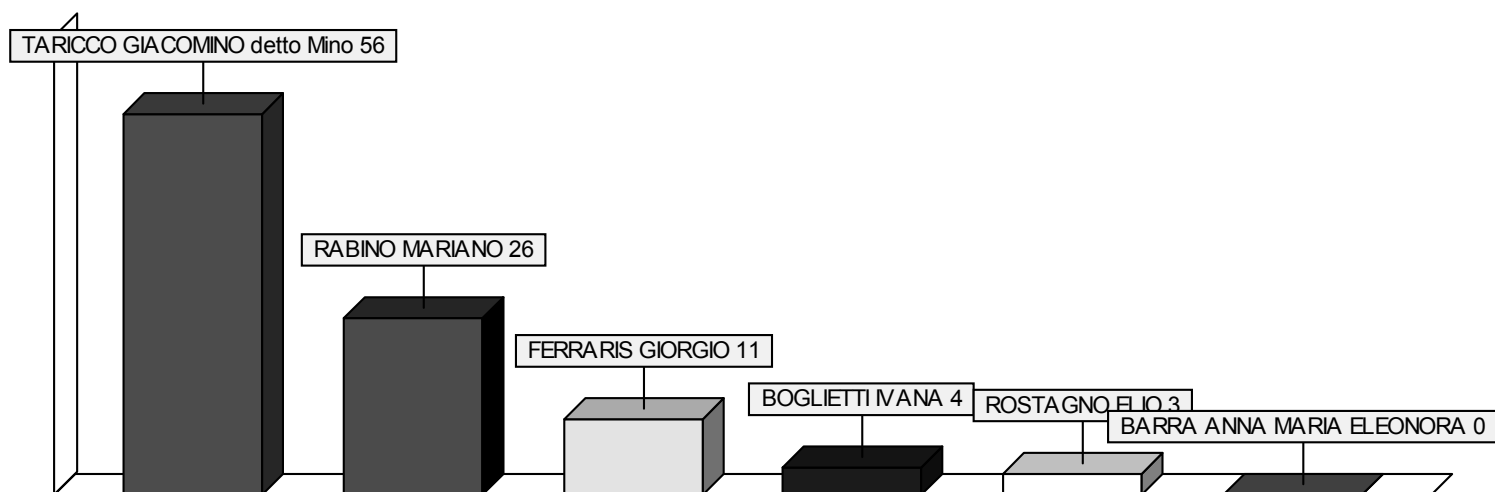 TARICCO GIACOMINO detto Mino 56
RABINO MARIANO 26
FERRARIS GIORGIO 11
BOGLIETTI IVANA 4
ROSTAGNO ELIO 3
BARRA ANNA MARIA ELEONORA 0